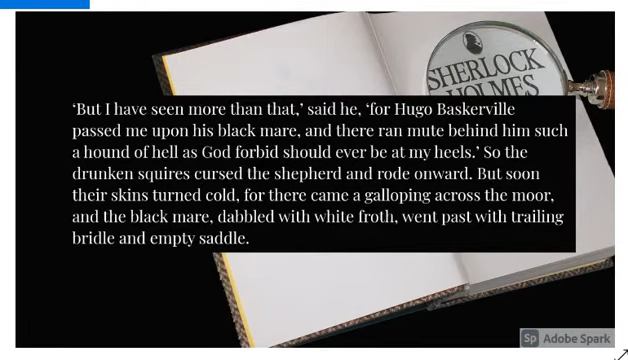 SHERLOCK
HOLMES
‘But I have seen more than that,’ said he, ‘for Hugo Baskerville
passed me upon his black mare, and there ran mute behind him such
a hound of hell as God forbid should ever be at my heels.’ So the
drunken squires cursed the shepherd and rode onward. But soon
their skins turned cold, for there came a galloping across the moor,
and the black mare, dabbled with white froth, went past with trailing
bridle and empty saddle.
Sp Adobe Spark